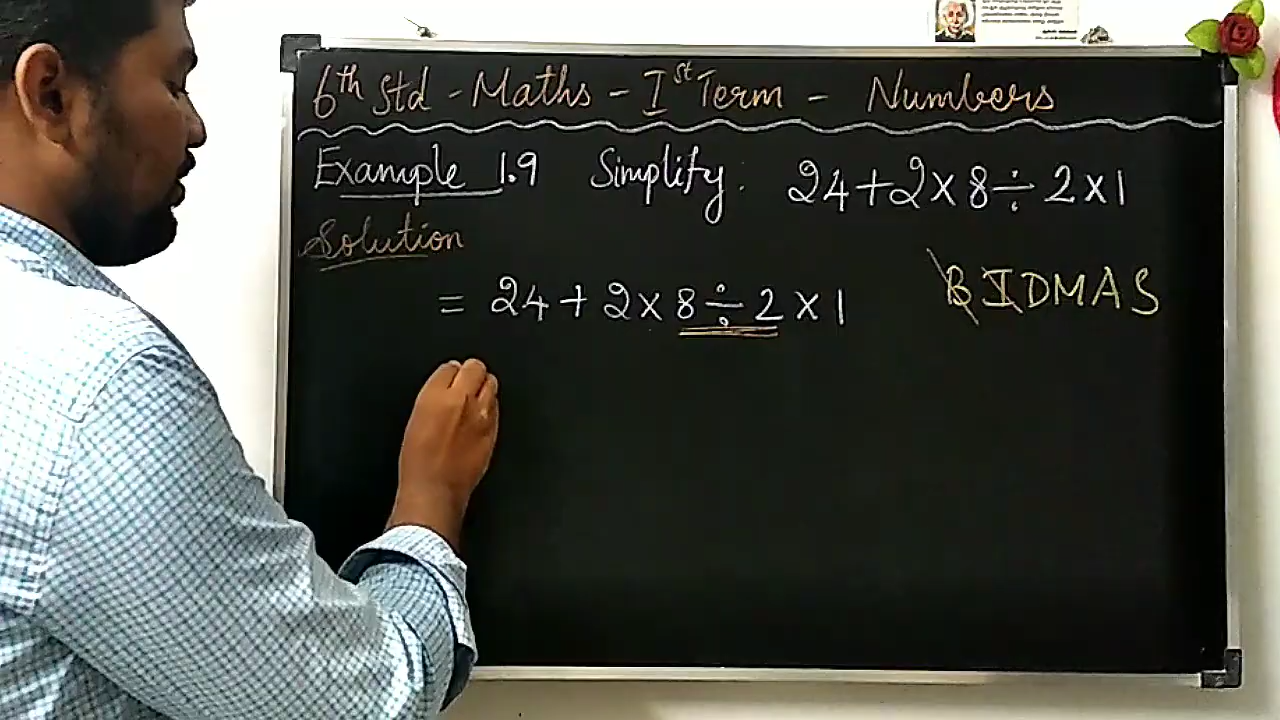 6th Std - Maths - Ist Term - Numbers
Example 1.9 Simplify: 24+2×8÷2×1
Solution
= 24+2×8÷2×1 BIDMAS